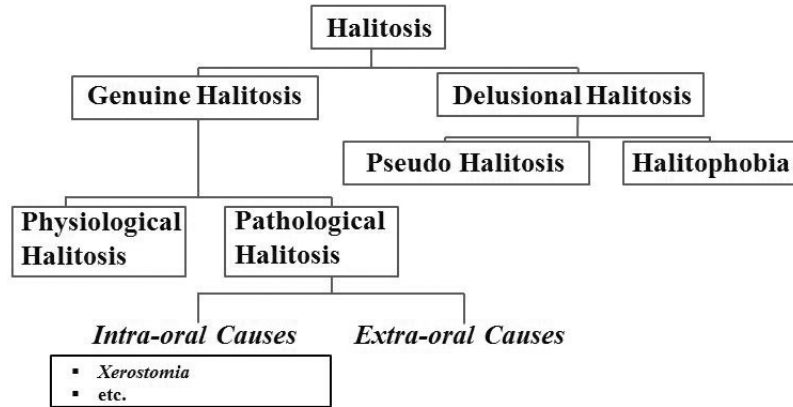 Halitosis
Genuine Halitosis
Delusional Halitosis
Pseudo Halitosis
Halitophobia
Physiological
Halitosis
Pathological
Halitosis
Intra-oral Causes
Extra-oral Causes
▪ Xerostomia
▪ etc.